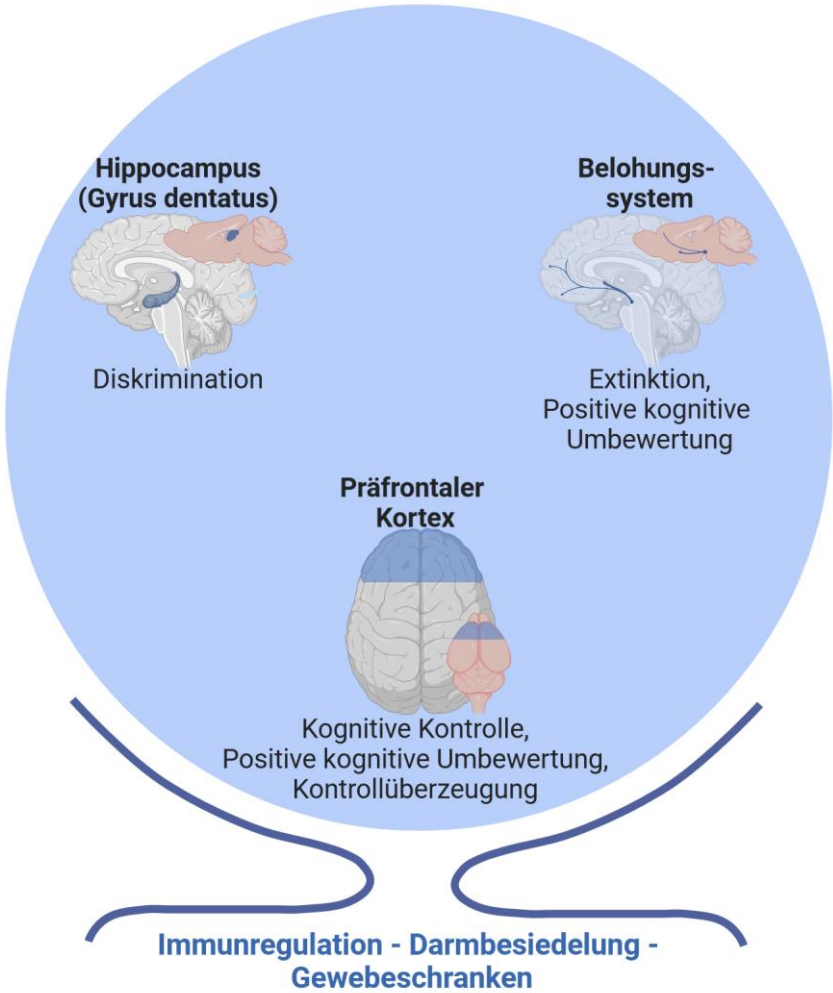 Hippocampus
(Gyrus dentatus)
Diskrimination
Belohungs-
system
Extinktion,
Positive kognitive
Umbewertung
Präfrontaler
Kortex
Kognitive Kontrolle,
Positive kognitive Umbewertung,
Kontrollüberzeugung
Immunregulation - Darmbesiedelung -
Gewebeschranken